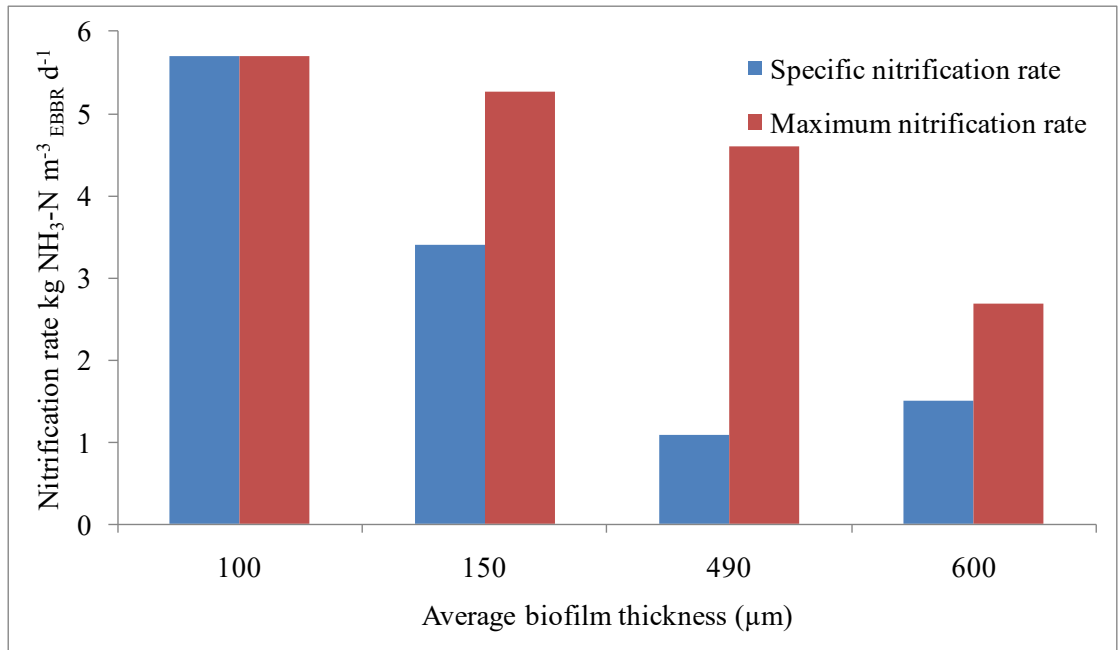 Nitrification rate kg NH₃-N m⁻³ EBBR d⁻¹
6
5
4
3
2
1
0
Specific nitrification rate
Maximum nitrification rate
100 150 490 600
Average biofilm thickness (µm)